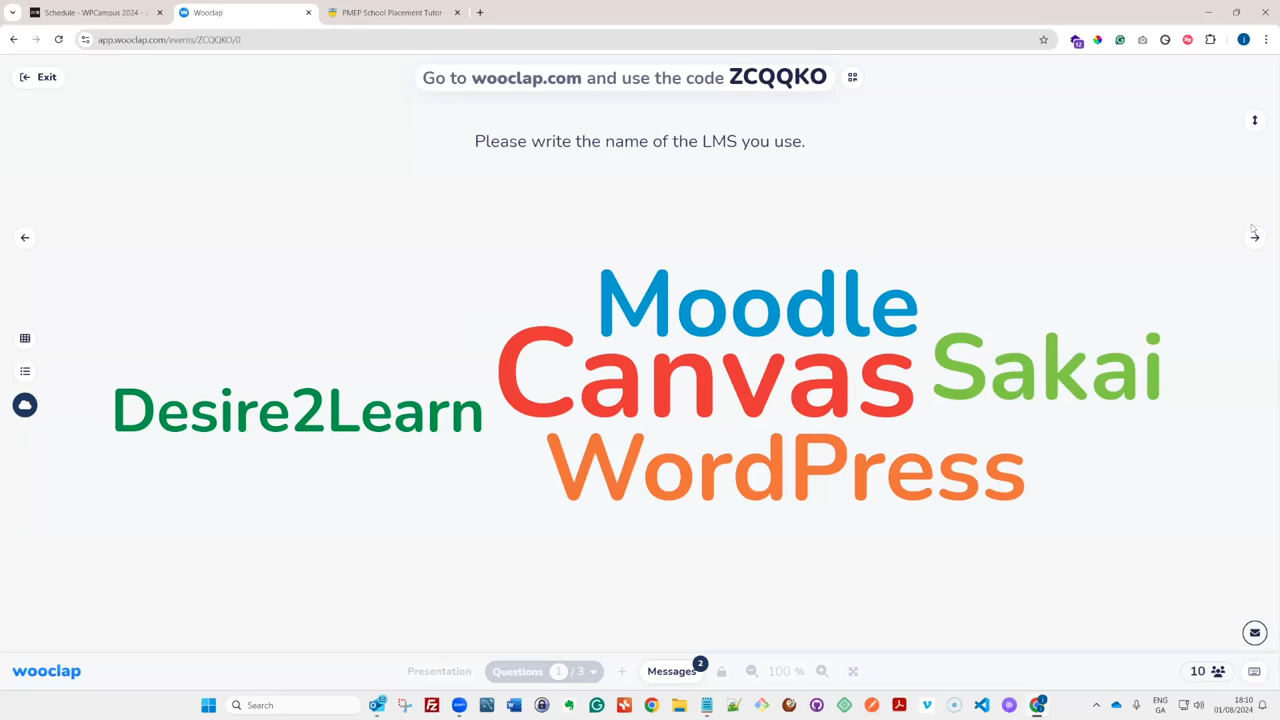 Schedule - WPCampus 2024 -
Wooclap
PMEP School Placement Tutor
app.wooclap.com/events/ZCQQKO/0
12
i
Exit
Go to wooclap.com and use the code ZCQQKO
Please write the name of the LMS you use.
Moodle
Canvas
Sakai
Desire2Learn
WordPress
wooclap
Presentation
Questions 1 / 3
Messages 2
100 %
10
Search
ENG
GA
18:10
01/08/2024